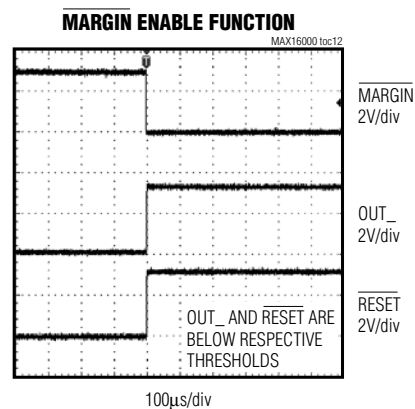 MARGIN ENABLE FUNCTION
MAX16000 toc12
T
MARGIN
2V/div
OUT_
2V/div
RESET
2V/div
OUT_ AND RESET ARE
BELOW RESPECTIVE
THRESHOLDS
100µs/div